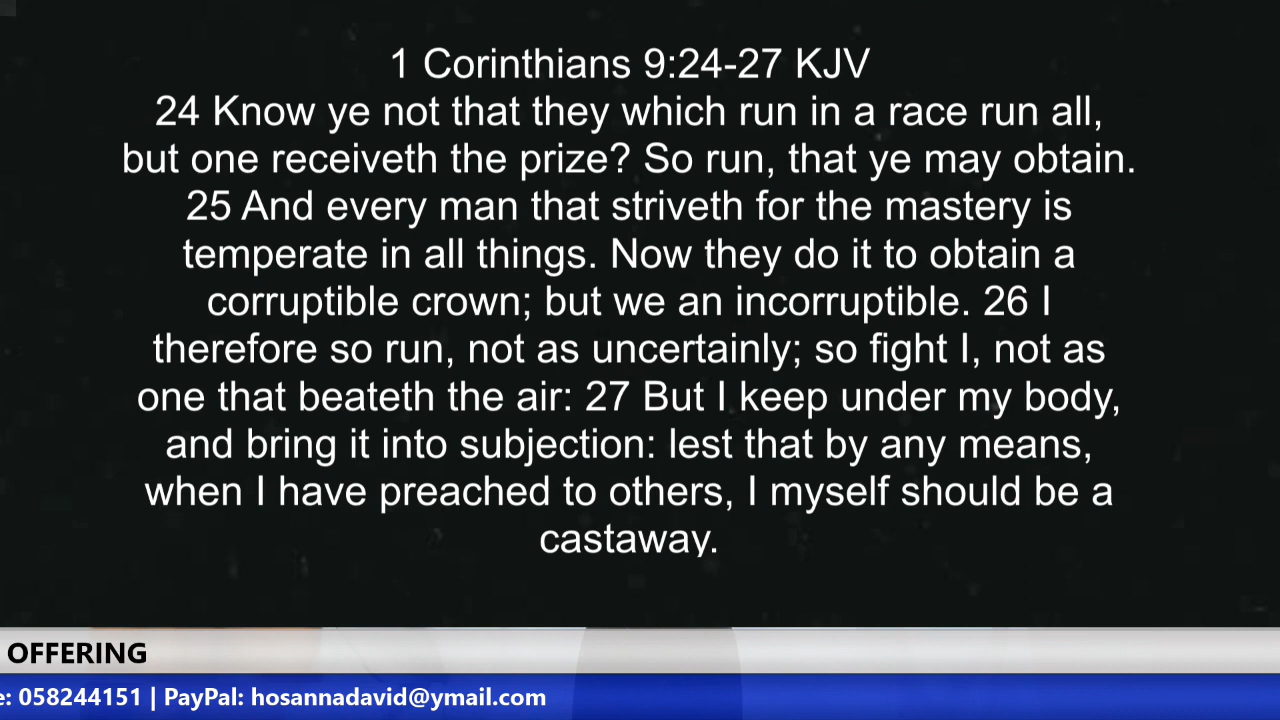 1 Corinthians 9:24-27 KJV
24 Know ye not that they which run in a race run all,
but one receiveth the prize? So run, that ye may obtain.
25 And every man that striveth for the mastery is
temperate in all things. Now they do it to obtain a
corruptible crown; but we an incorruptible. 26 I
therefore so run, not as uncertainly; so fight I, not as
one that beateth the air: 27 But I keep under my body,
and bring it into subjection: lest that by any means,
when I have preached to others, I myself should be a
castaway.
OFFERING
058244151 | PayPal: hosannadavid@ymail.com